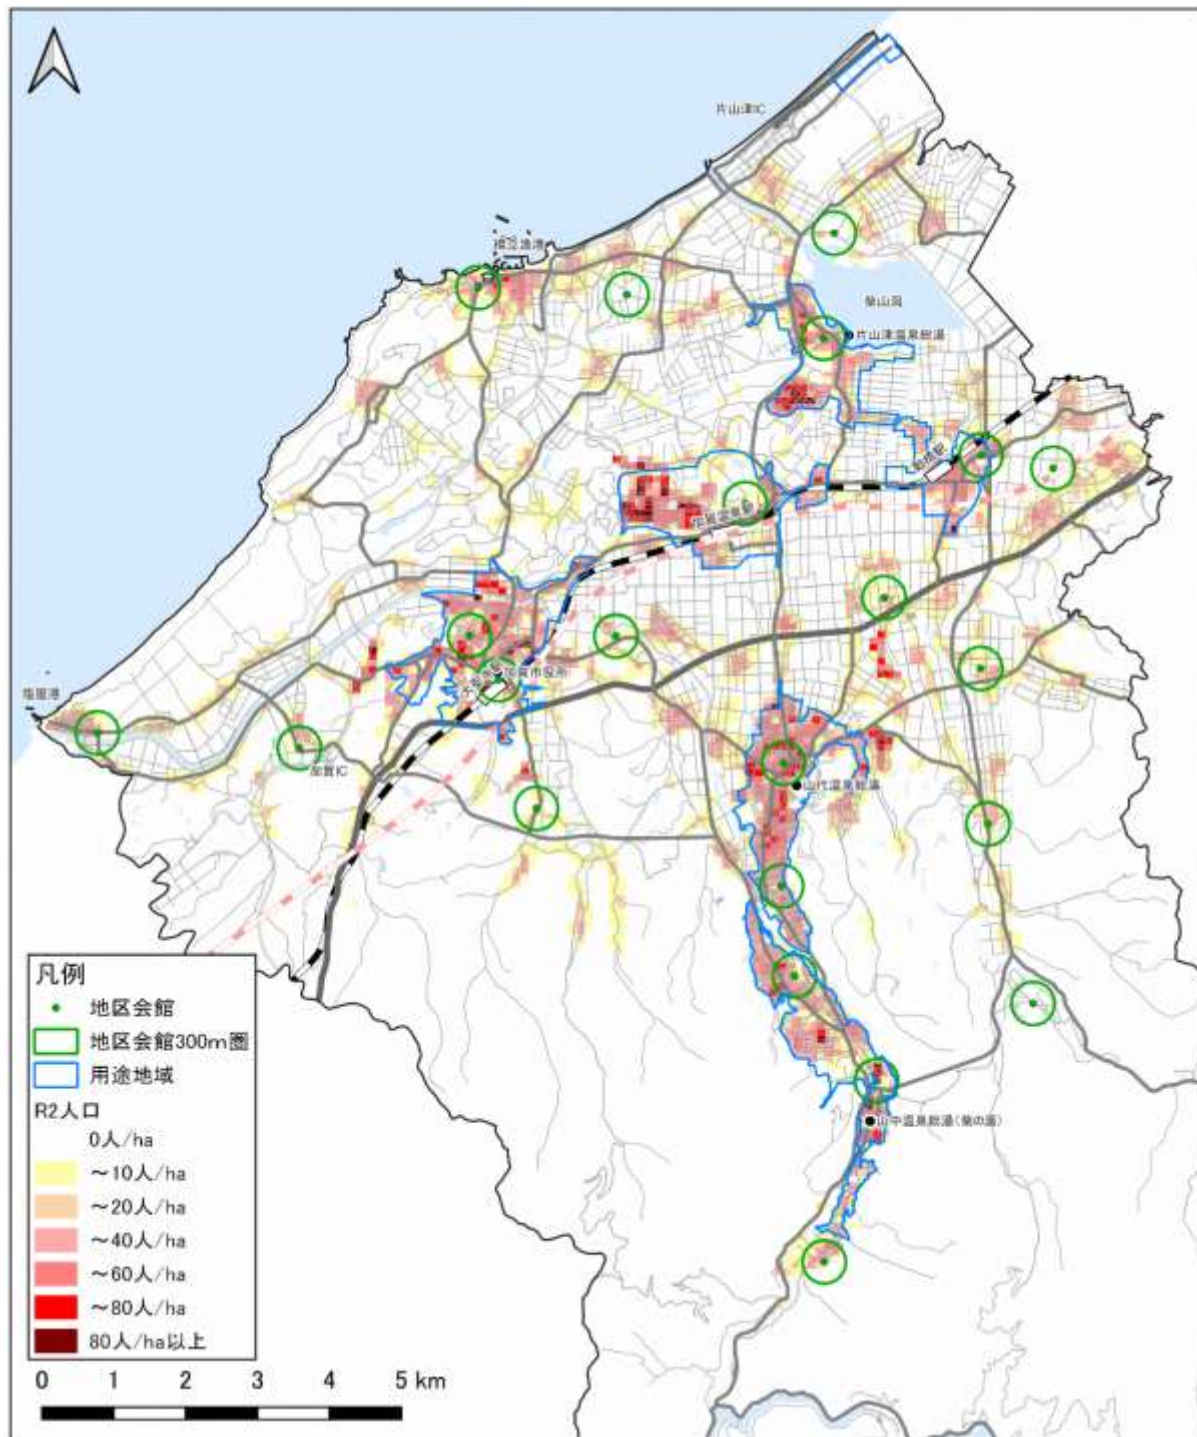 片山津IC
橋立漁港
柴山潟
片山津温泉総湯
動橋駅
加賀温泉駅
加賀市役所
塩屋港
加賀IC
山代温泉総湯
山中温泉総湯(菊の湯)
凡例
地区会館
地区会館300m圏
用途地域
R2人口
0人/ha
～10人/ha
～20人/ha
～40人/ha
～60人/ha
～80人/ha
80人/ha以上
0 1 2 3 4 5 km